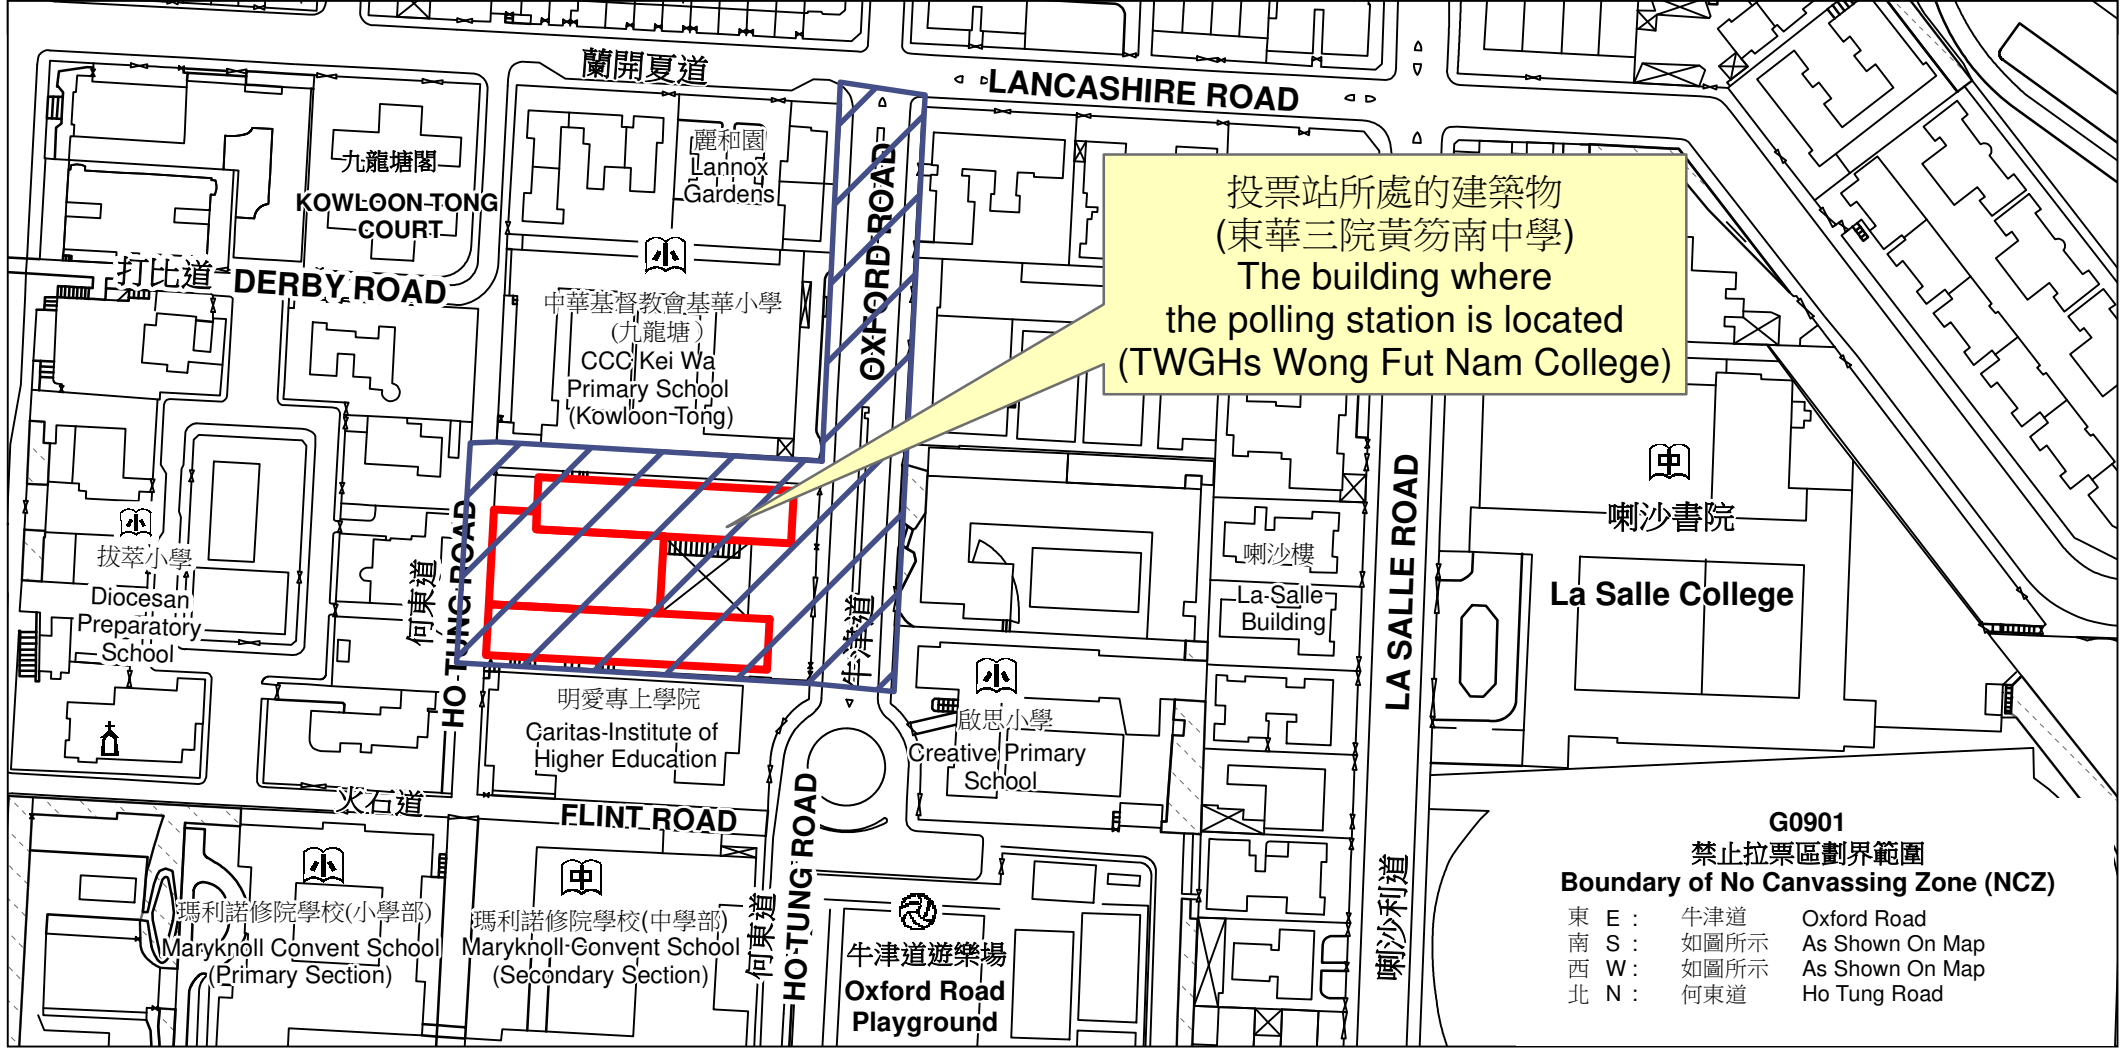 蘭開夏道
LANCASHIRE ROAD
麗和園
Lannox
Gardens
九龍塘閣
KOWLOON TONG
COURT
OXFORD ROAD
投票站所處的建築物
(東華三院黃笏南中學)
The building where
the polling station is located
(TWGHs Wong Fut Nam College)
打比道
DERBY ROAD
小
中華基督教會基華小學
(九龍塘)
CCC Kei Wa
Primary School
(Kowloon Tong)
小
拔萃小學
Diocesan
Preparatory
School
何東道
HO TUNG ROAD
牛津道
喇沙樓
La Salle
Building
LA SALLE ROAD
中
喇沙書院
La Salle College
明愛專上學院
Caritas Institute of
Higher Education
小
啟思小學
Creative Primary
School
火石道
FLINT ROAD
何東道
HO TUNG ROAD
喇沙利道
小
瑪利諾修院學校(小學部)
Maryknoll Convent School
(Primary Section)
中
瑪利諾修院學校(中學部)
Maryknoll Convent School
(Secondary Section)
牛津道遊樂場
Oxford Road
Playground
G0901
禁止拉票區劃界範圍
Boundary of No Canvassing Zone (NCZ)
東 E : 牛津道 Oxford Road
南 S : 如圖所示 As Shown On Map
西 W : 如圖所示 As Shown On Map
北 N : 何東道 Ho Tung Road